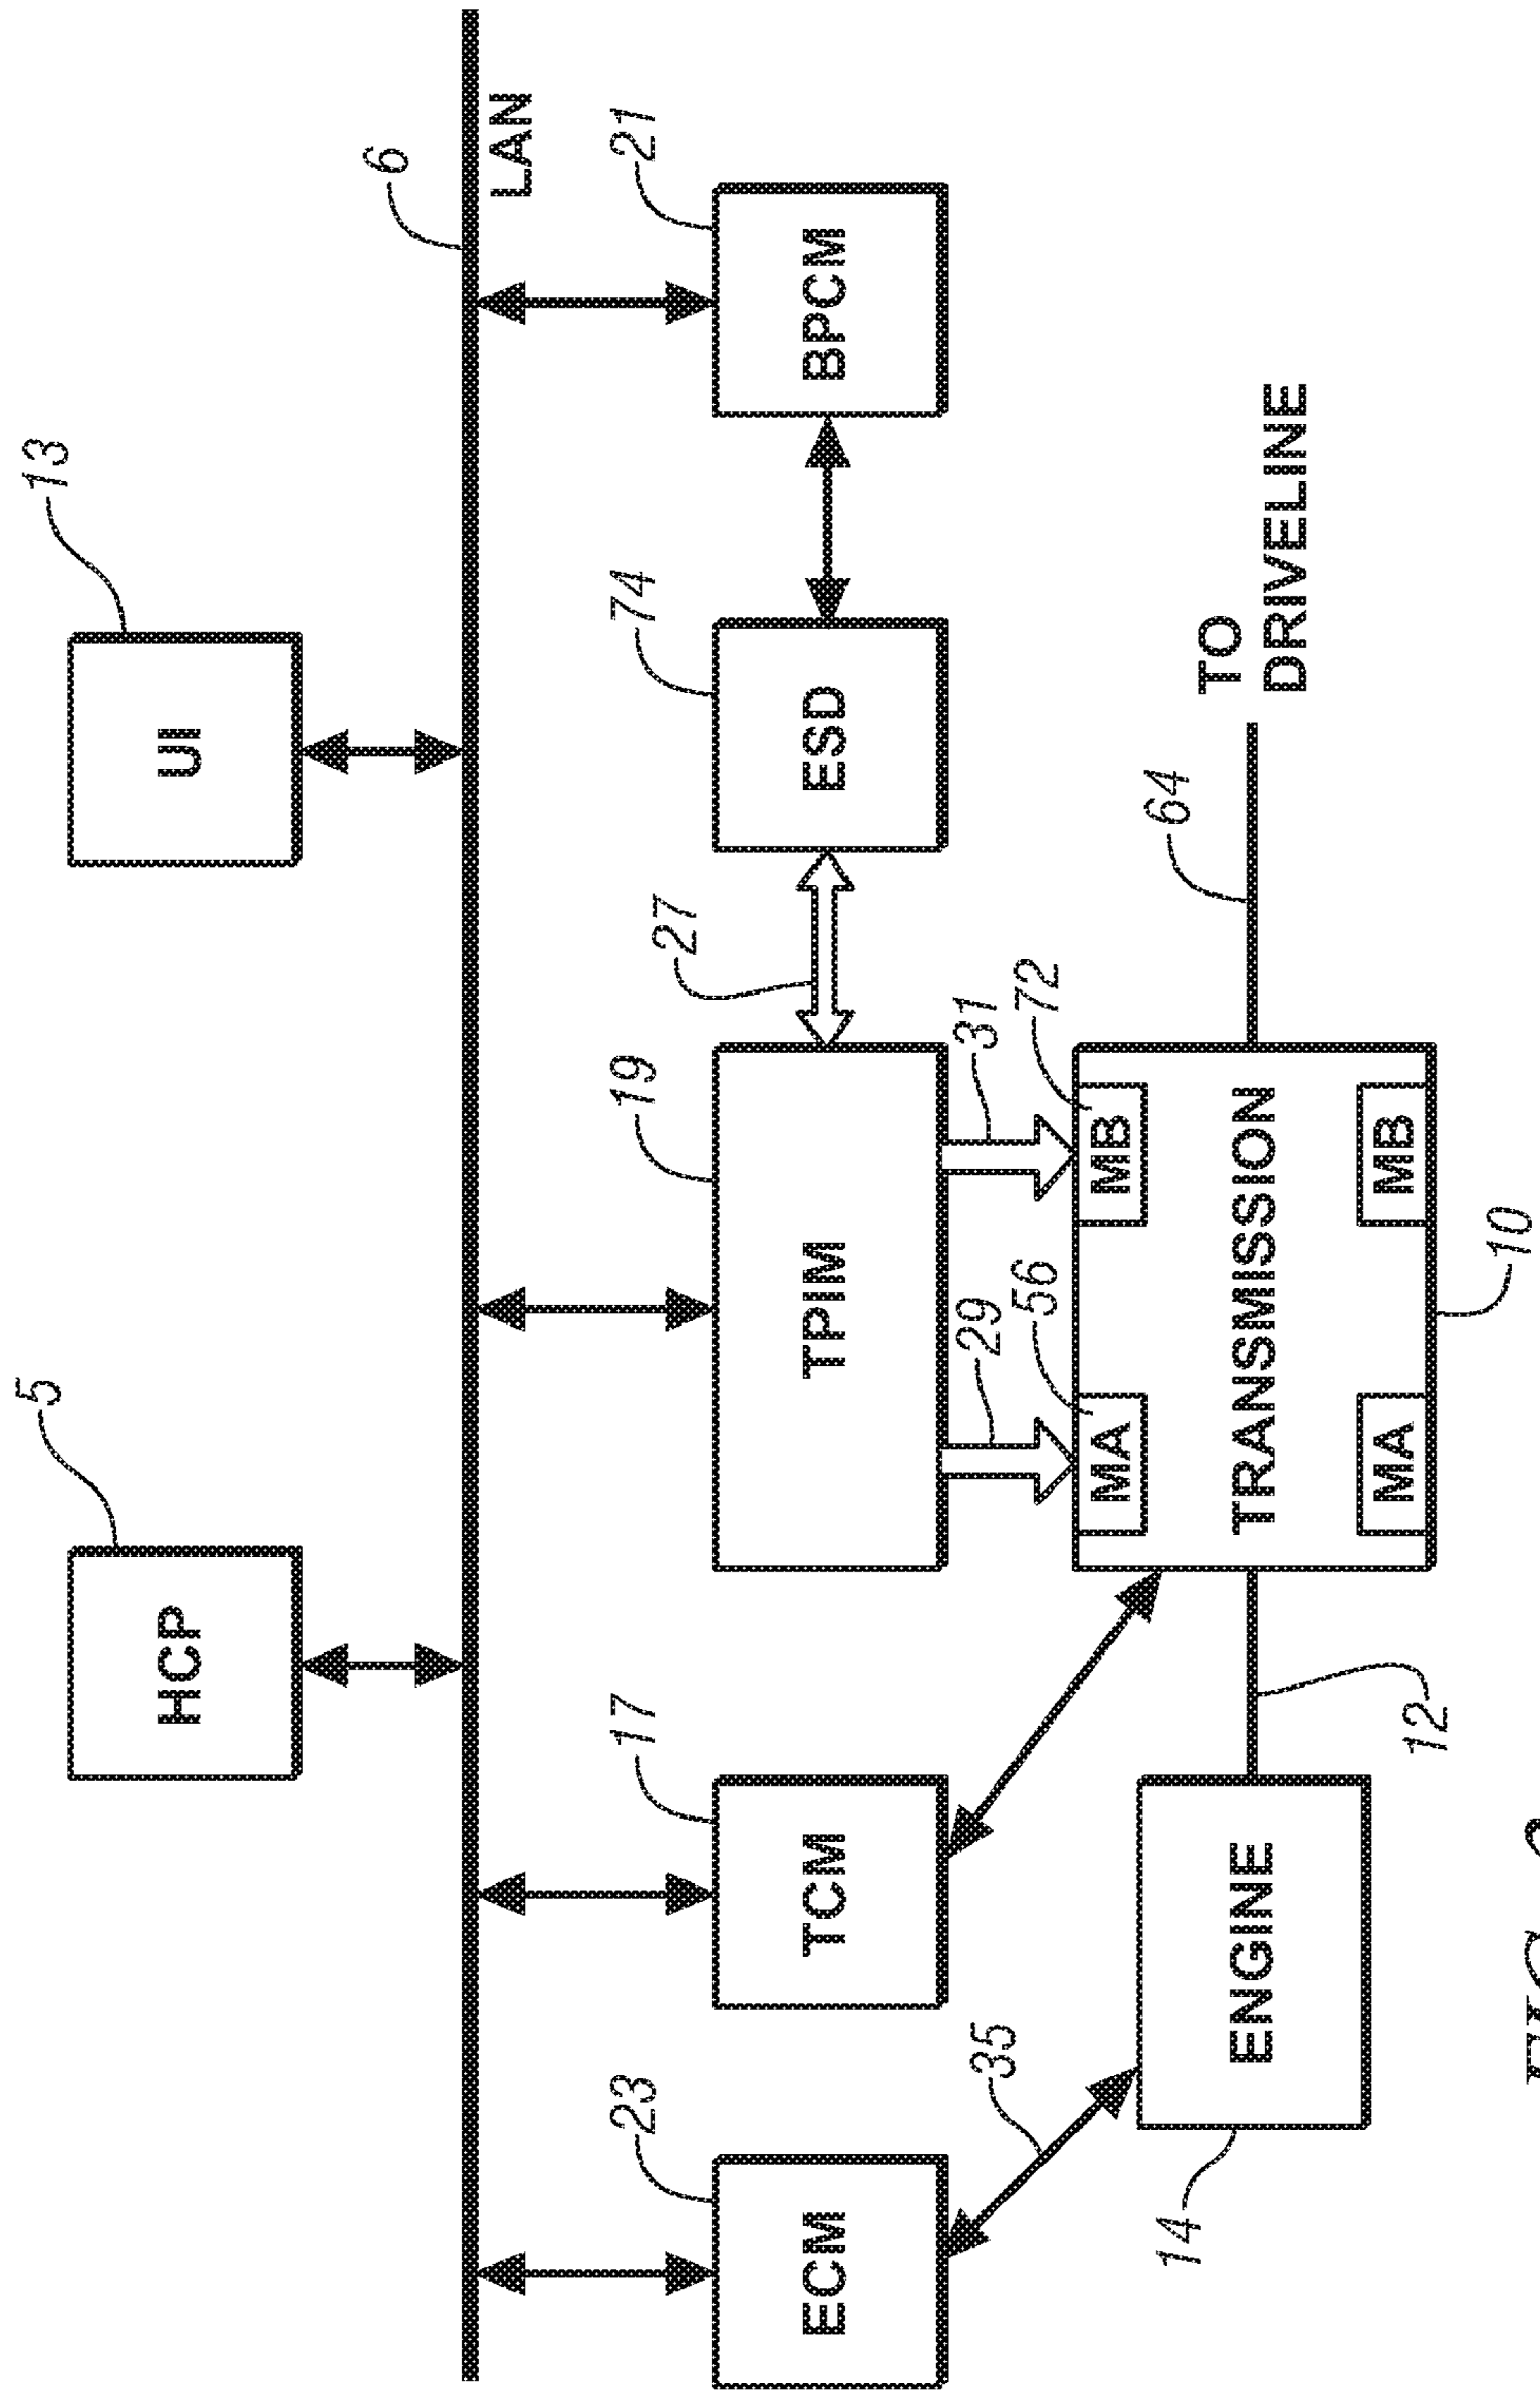 5
13
HCP
UI
6
LAN
23
17
19
74
21
27
ECM
TCM
TPIM
ESD
BPCM
35
29
31
56
72
MA
MB
14
64
ENGINE
TRANSMISSION
TO
DRIVELINE
MA
MB
12
10